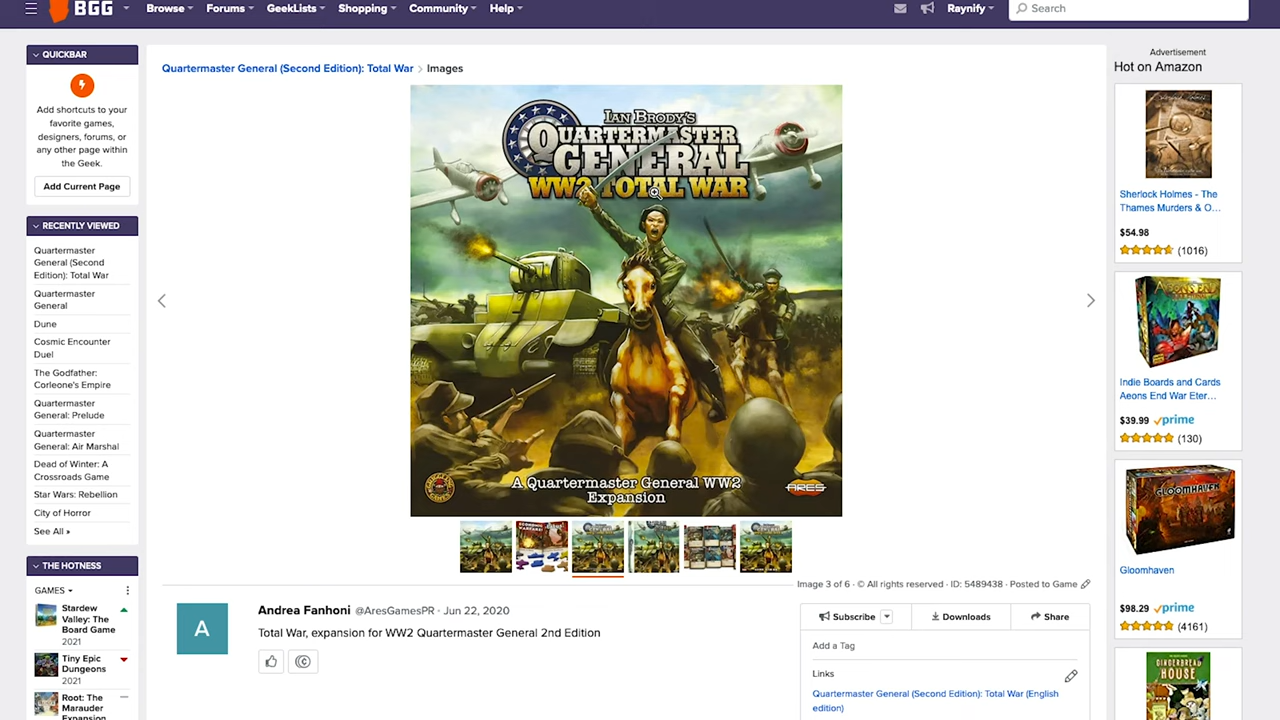 BGG
Browse
Forums
GeekLists
Shopping
Community
Help
Raynify
Search
QUICKBAR
Add shortcuts to your
favorite games,
designers, forums, or
any other page within
the Geek.
Add Current Page
RECENTLY VIEWED
Quartermaster
General (Second
Edition): Total War
Quartermaster
General
Dune
Cosmic Encounter
Duel
The Godfather:
Corleone's Empire
Quartermaster
General: Prelude
Quartermaster
General: Air Marshal
Dead of Winter: A
Crossroads Game
Star Wars: Rebellion
City of Horror
See All »
THE HOTNESS
GAMES
Stardew
Valley: The
Board Game
2021
Tiny Epic
Dungeons
2021
Root: The
Marauder
Expansion
Quartermaster General (Second Edition): Total War > Images
IAN BRODY'S
QUARTERMASTER
GENERAL
WW2 TOTAL WAR
A Quartermaster General WW2
Expansion
ARES
Image 3 of 6 · © All rights reserved · ID: 5489438 · Posted to Game
A
Andrea Fanhoni @AresGamesPR · Jun 22, 2020
Total War, expansion for WW2 Quartermaster General 2nd Edition
Subscribe
Downloads
Share
Add a Tag
Links
Quartermaster General (Second Edition): Total War (English
edition)
Advertisement
Hot on Amazon
Sherlock Holmes - The
Thames Murders & O...
$54.98
(1016)
Indie Boards and Cards
Aeons End War Eter...
$39.99 prime
(130)
GLOOMHAVEN
Gloomhaven
$98.29 prime
(4161)
GINGERBREAD
HOUSE